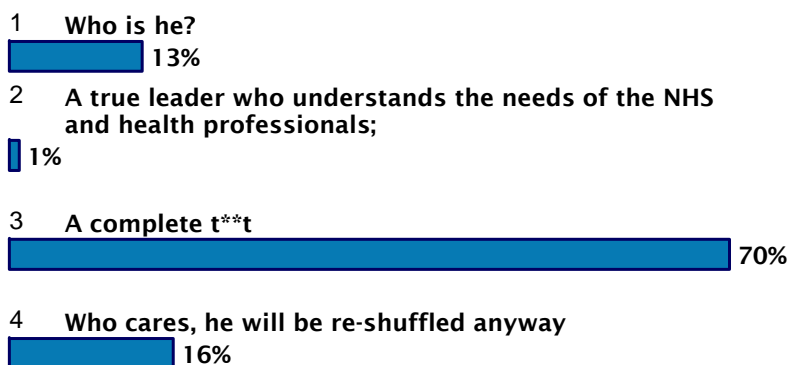 1 Who is he?
13%
2 A true leader who understands the needs of the NHS
and health professionals;
1%
3 A complete t**t
70%
4 Who cares, he will be re-shuffled anyway
16%